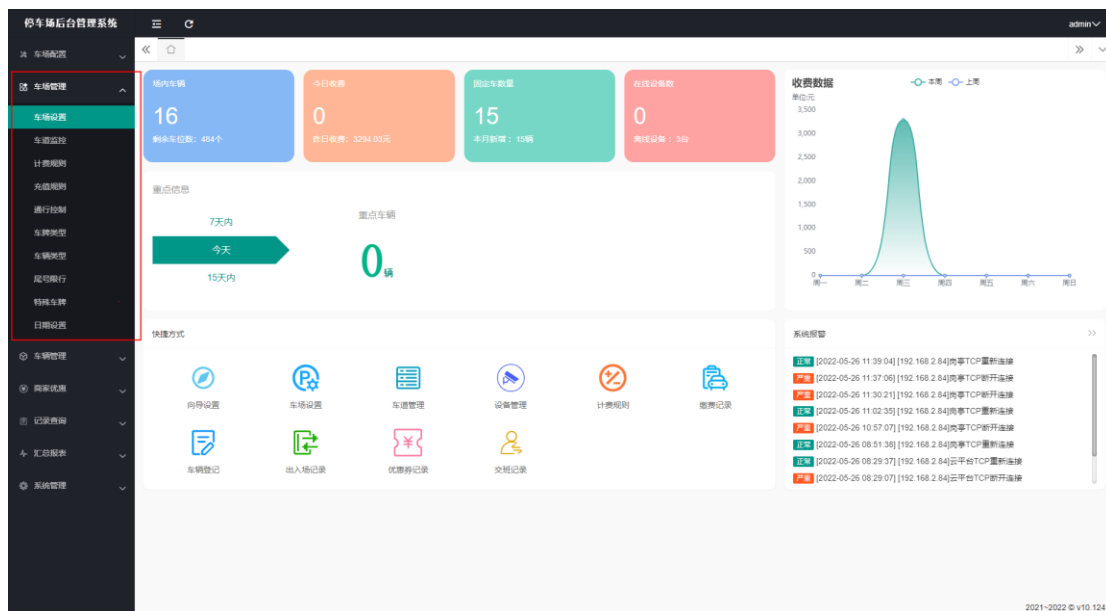 停车场后台管理系统
admin
车场配置
车场管理
车场设置
车道监控
计费规则
充值规则
通行控制
车牌类型
车辆类型
尾号限行
特殊车牌
日期设置
车辆管理
商家优惠
记录查询
汇总报表
系统管理
场内车辆
16
剩余车位数：484个
今日收费
0
昨日收费：3294.03元
固定车数量
15
本月新增：15辆
在线设备数
0
离线设备：3台
重点信息
7天内
今天
15天内
重点车辆
0辆
收费数据
本周 上周
单位:元
3,500
3,000
2,500
2,000
1,500
1,000
500
0
周一 周二 周三 周四 周五 周六 周日
快捷方式
向导设置
车场设置
车道管理
设备管理
计费规则
缴费记录
车辆登记
出入场记录
优惠券记录
交班记录
系统报警
正常 [2022-05-26 11:39:04] [192.168.2.84]岗亭TCP重新连接
严重 [2022-05-26 11:37:06] [192.168.2.84]岗亭TCP断开连接
严重 [2022-05-26 11:30:21] [192.168.2.84]岗亭TCP断开连接
正常 [2022-05-26 11:02:35] [192.168.2.84]岗亭TCP重新连接
严重 [2022-05-26 10:57:07] [192.168.2.84]岗亭TCP断开连接
正常 [2022-05-26 08:51:38] [192.168.2.84]岗亭TCP重新连接
正常 [2022-05-26 08:29:37] [192.168.2.84]云平台TCP重新连接
严重 [2022-05-26 08:29:07] [192.168.2.84]云平台TCP断开连接
2021~2022 © v10.124